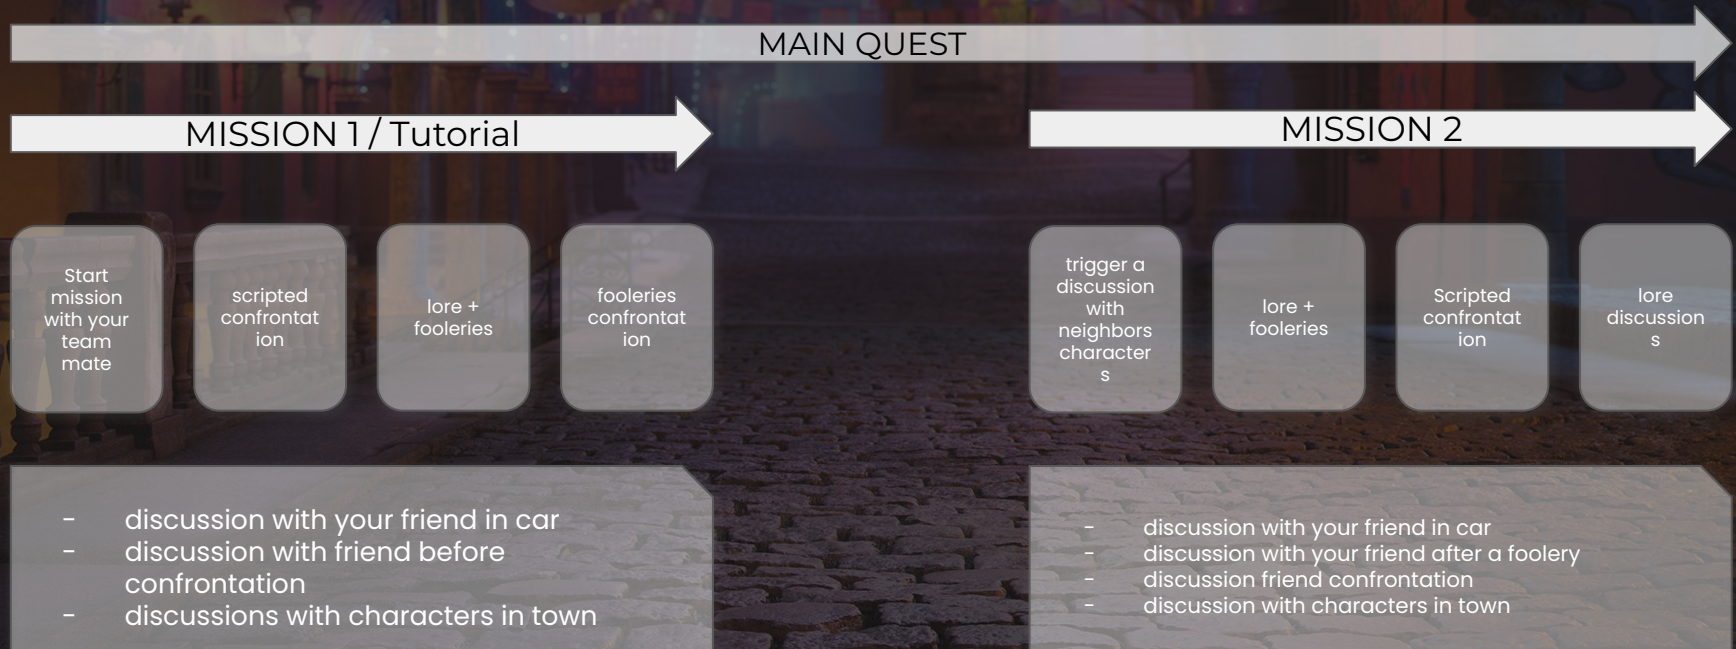 MAIN QUEST
MISSION 1 / Tutorial
MISSION 2
Start
mission
with your
team
mate
scripted
confrontat
ion
lore +
fooleries
fooleries
confrontat
ion
trigger a
discussion
with
neighbors
character
s
lore +
fooleries
Scripted
confrontat
ion
lore
discussion
s
- discussion with your friend in car
- discussion with friend before
confrontation
- discussions with characters in town
- discussion with your friend in car
- discussion with your friend after a foolery
- discussion friend confrontation
- discussion with characters in town